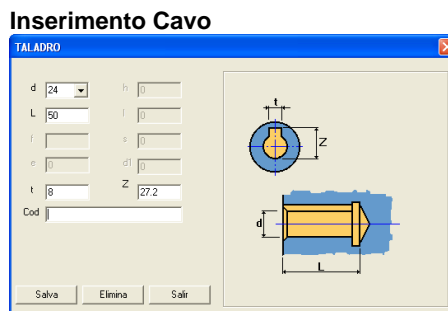 Inserimento Cavo
TALADRO
d 24 h 0
L 50 l 0
f s 0
e 0 d1 0
t 8 Z 27.2
Cod
Salva Elimina Salir
t
Z
d
L